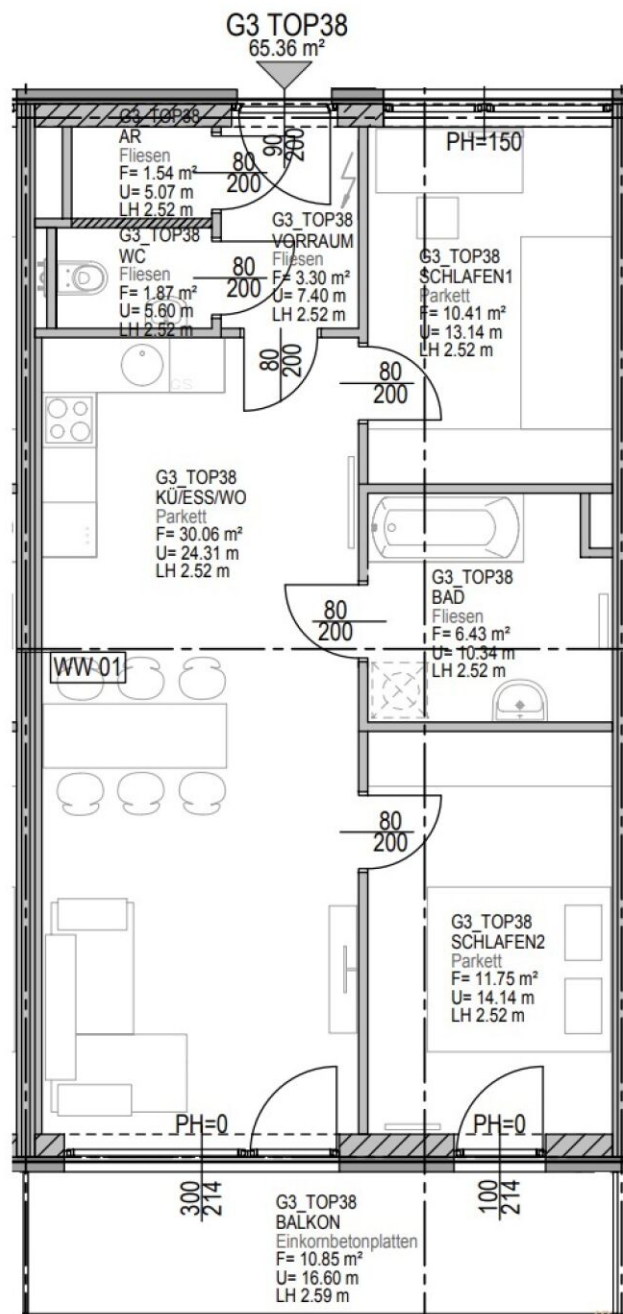 G3 TOP38
65.36 m²
G3_TOP38
AR
Fliesen
F= 1.54 m²
U= 5.07 m
LH 2.52 m
80
200
90
200
PH=150
G3_TOP38
WC
Fliesen
F= 1.87 m²
U= 5.60 m
LH 2.52 m
80
200
G3_TOP38
VORRAUM
Fliesen
F= 3.30 m²
U= 7.40 m
LH 2.52 m
G3_TOP38
SCHLAFEN1
Parkett
F= 10.41 m²
U= 13.14 m
LH 2.52 m
80
200
80
200
GS
G3_TOP38
KÜ/ESS/WO
Parkett
F= 30.06 m²
U= 24.31 m
LH 2.52 m
G3_TOP38
BAD
Fliesen
F= 6.43 m²
U= 10.34 m
LH 2.52 m
80
200
WW 01
80
200
G3_TOP38
SCHLAFEN2
Parkett
F= 11.75 m²
U= 14.14 m
LH 2.52 m
PH=0
PH=0
300
214
100
214
G3_TOP38
BALKON
Einkornbetonplatten
F= 10.85 m²
U= 16.60 m
LH 2.59 m